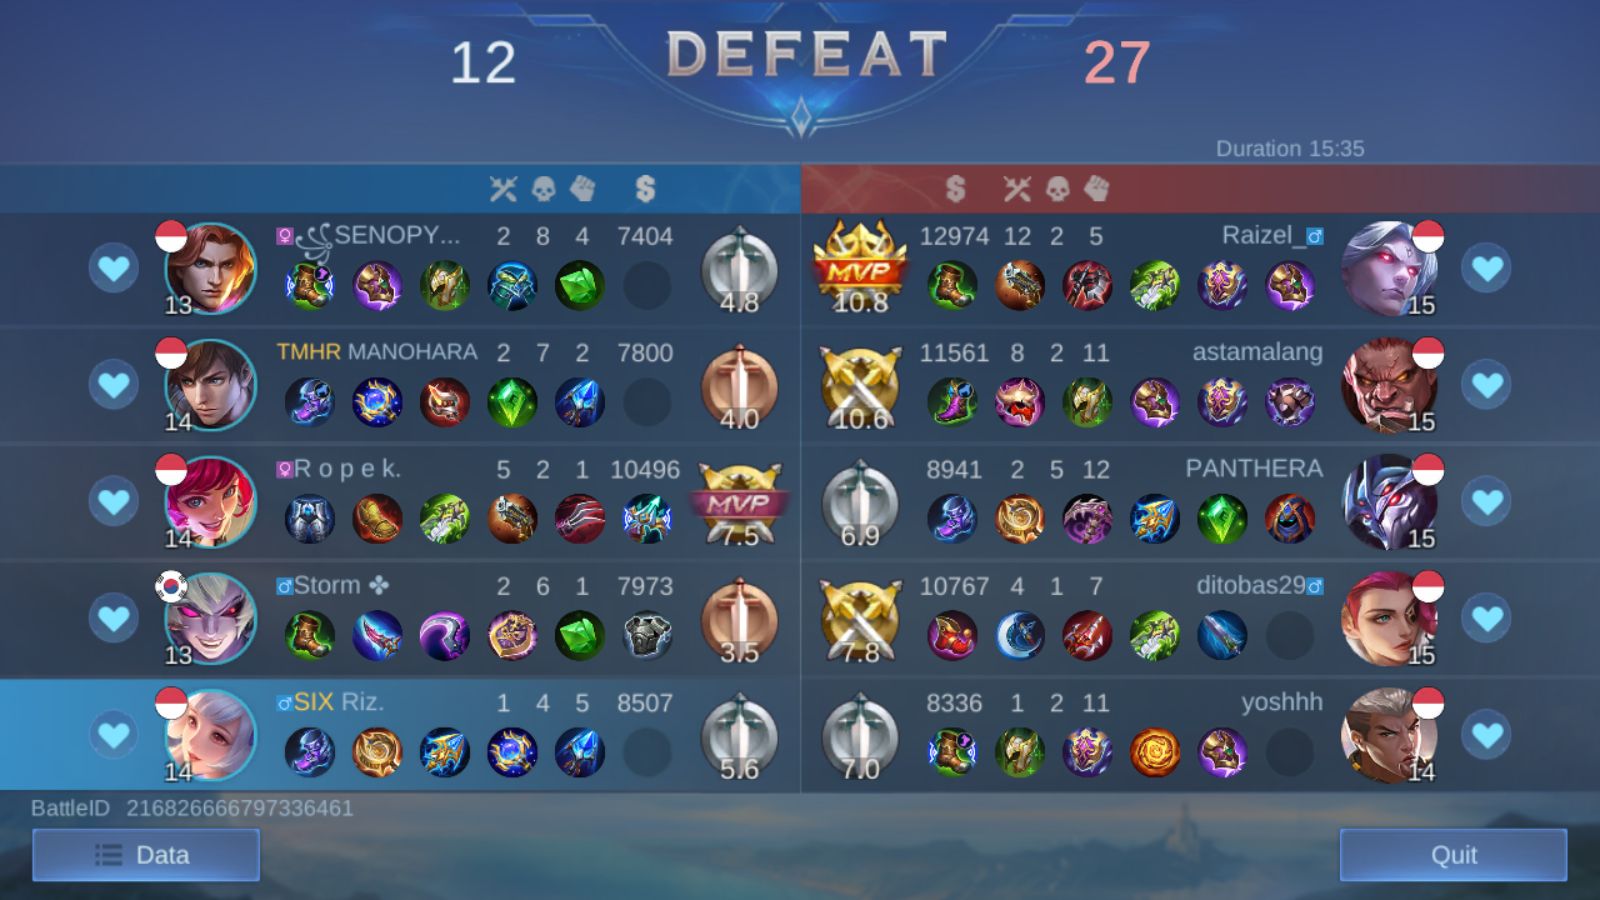 12 DEFEAT 27
Duration 15:35
SENOPY... 2 8 4 7404
13 4.8
MVP 10.8 12974 12 2 5 Raizel_
15
TMHR MANOHARA 2 7 2 7800
14 4.0
10.6 11561 8 2 11 astamalang
15
R o p e k. 5 2 1 10496
14 MVP 7.5
6.9 8941 2 5 12 PANTHERA
15
Storm 2 6 1 7973
13 3.5
7.8 10767 4 1 7 ditobas29
15
SIX Riz. 1 4 5 8507
14 5.6
7.0 8336 1 2 11 yoshhh
14
BattleID 216826666797336461
Data Quit